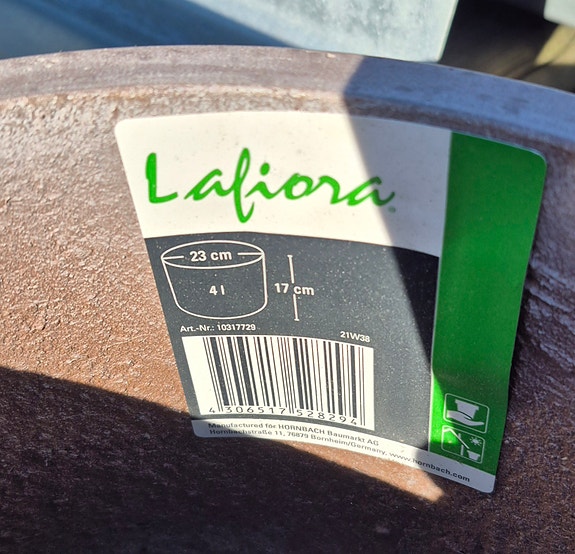 Lafiora®
23 cm
4 l
17 cm
Art.-Nr.: 10317729
21W38
4 306517 528294
Manufactured för HORNBACH Baumarkt AG
Hornbachstraße 11, 76879 Bornheim/Germany, www.hornbach.com